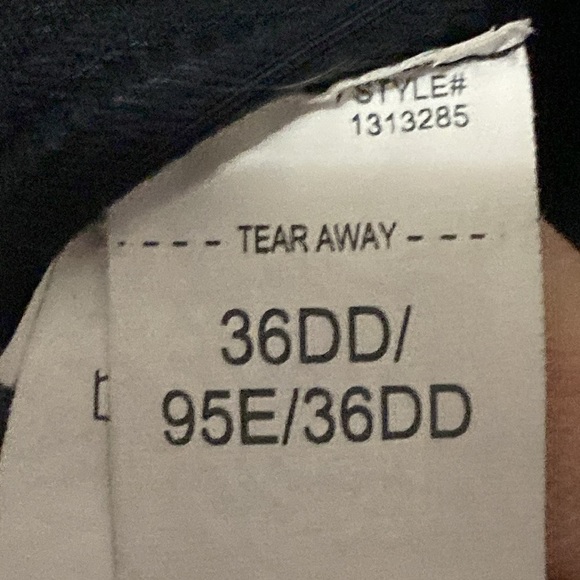 STYLE#
1313285
- - - - TEAR AWAY - - -
36DD/
95E/36DD